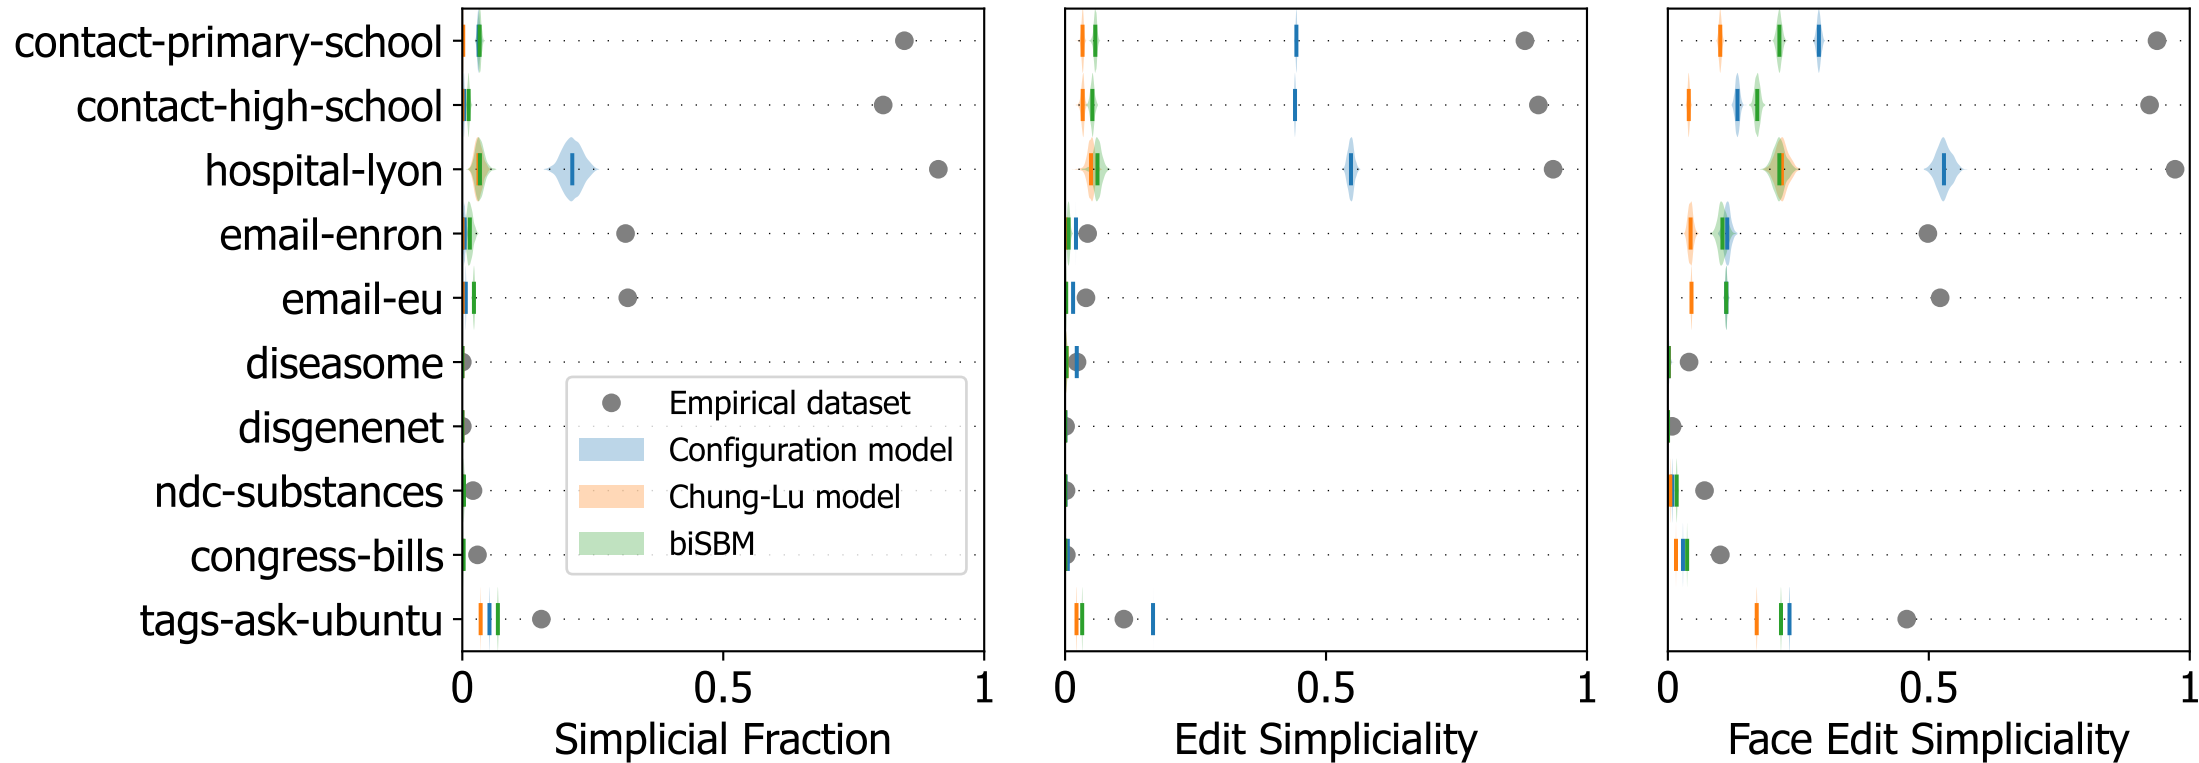 contact-primary-school
contact-high-school
hospital-lyon
email-enron
email-eu
diseasome
disgenenet
ndc-substances
congress-bills
tags-ask-ubuntu
Empirical dataset
Configuration model
Chung-Lu model
biSBM
0 0.5 1
0 0.5 1
0 0.5 1
Simplicial Fraction
Edit Simpliciality
Face Edit Simpliciality